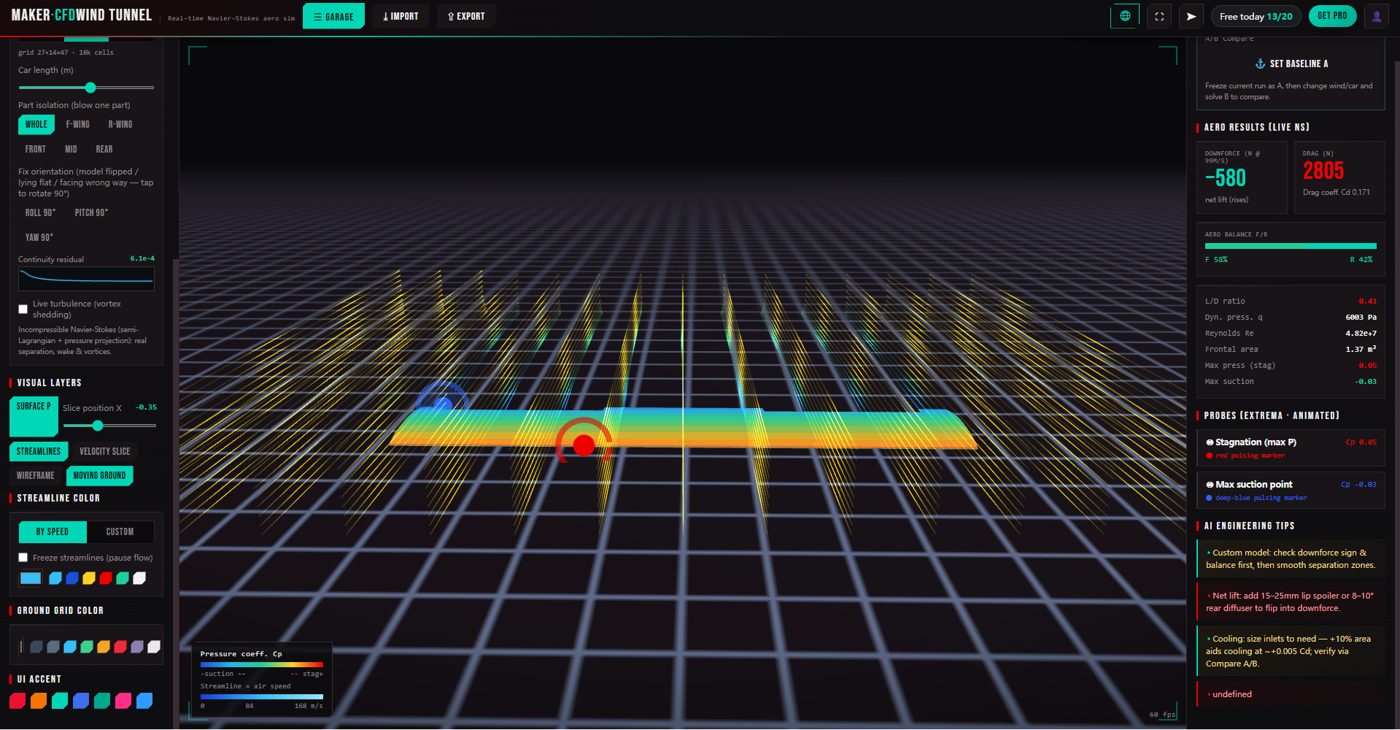 MAKER·CFD WIND TUNNEL
Real-time Navier-Stokes aero sim
☰ GARAGE
IMPORT
EXPORT
Free today 13/20
GET PRO
grid 27×14×47 · 18k cells
Car length (m)
Part isolation (blow one part)
WHOLE
F-WING
R-WING
FRONT
MID
REAR
Fix orientation (model flipped /
lying flat / facing wrong way — tap
to rotate 90°)
ROLL 90°
PITCH 90°
YAW 90°
Continuity residual
6.1e-4
Live turbulence (vortex
shedding)
Incompressible Navier-Stokes (semi-
Lagrangian + pressure projection): real
separation, wake & vortices.
VISUAL LAYERS
SURFACE P
Slice position X
-0.35
STREAMLINES
VELOCITY SLICE
WIREFRAME
MOVING GROUND
STREAMLINE COLOR
BY SPEED
CUSTOM
Freeze streamlines (pause flow)
GROUND GRID COLOR
UI ACCENT
Pressure coeff. Cp
-suction --
-- stag+
Streamline = air speed
0
84
168 m/s
60 fps
A/B Compare
⚓ SET BASELINE A
Freeze current run as A, then change wind/car and
solve B to compare.
AERO RESULTS (LIVE NS)
DOWNFORCE (N @
99M/S)
−580
net lift (rises)
DRAG (N)
2805
Drag coeff. Cd 0.171
AERO BALANCE F/R
F 58%
R 42%
L/D ratio
0.41
Dyn. press. q
6003 Pa
Reynolds Re
4.82e+7
Frontal area
1.37 m²
Max press (stag)
0.05
Max suction
-0.03
PROBES (EXTREMA · ANIMATED)
Stagnation (max P)
Cp 0.05
red pulsing marker
Max suction point
Cp -0.03
deep-blue pulsing marker
AI ENGINEERING TIPS
Custom model: check downforce sign &
balance first, then smooth separation zones.
Net lift: add 15–25mm lip spoiler or 8–10°
rear diffuser to flip into downforce.
Cooling: size inlets to need — +10% area
aids cooling at ~+0.005 Cd; verify via
Compare A/B.
undefined